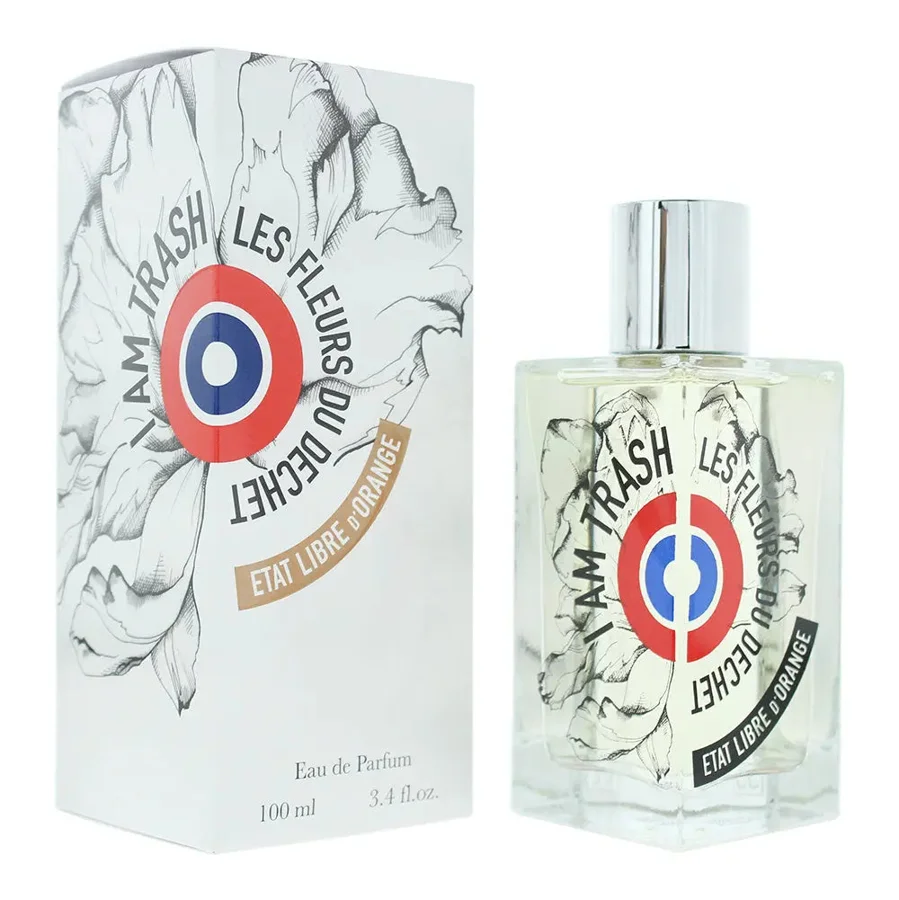 I AM TRASH
LES FLEURS DU DECHET
ETAT LIBRE D'ORANGE
Eau de Parfum
100 ml 3.4 fl.oz.
I AM TRASH
LES FLEURS DU DECHET
ETAT LIBRE D'ORANGE